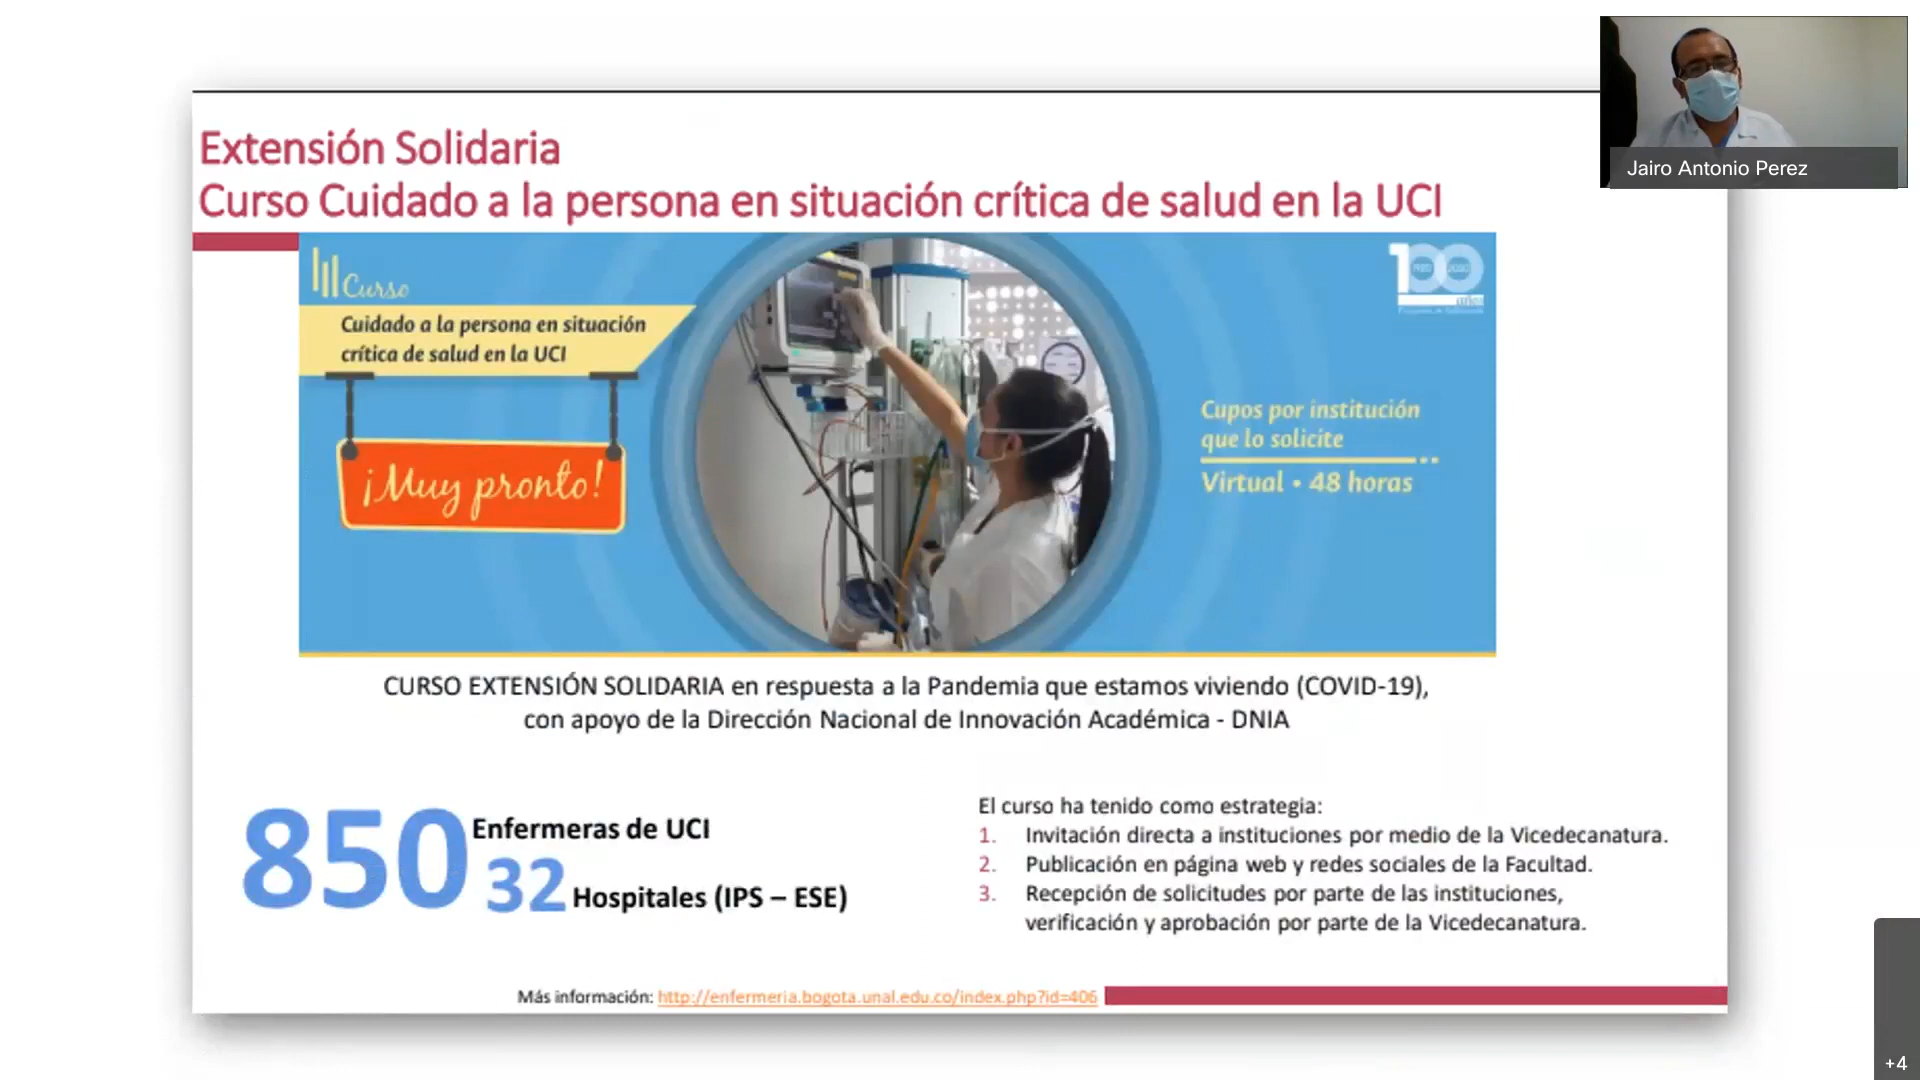 Extensión Solidaria
Curso Cuidado a la persona en situación crítica de salud en la UCI
Jairo Antonio Perez
Curso
Cuidado a la persona en situación
crítica de salud en la UCI
¡Muy pronto!
100
años
Cupos por institución
que lo solicite
Virtual • 48 horas
CURSO EXTENSIÓN SOLIDARIA en respuesta a la Pandemia que estamos viviendo (COVID-19),
con apoyo de la Dirección Nacional de Innovación Académica - DNIA
850 Enfermeras de UCI
32 Hospitales (IPS – ESE)
El curso ha tenido como estrategia:
1. Invitación directa a instituciones por medio de la Vicedecanatura.
2. Publicación en página web y redes sociales de la Facultad.
3. Recepción de solicitudes por parte de las instituciones,
verificación y aprobación por parte de la Vicedecanatura.
Más información: http://enfermeria.bogota.unal.edu.co/index.php?id=406
+4